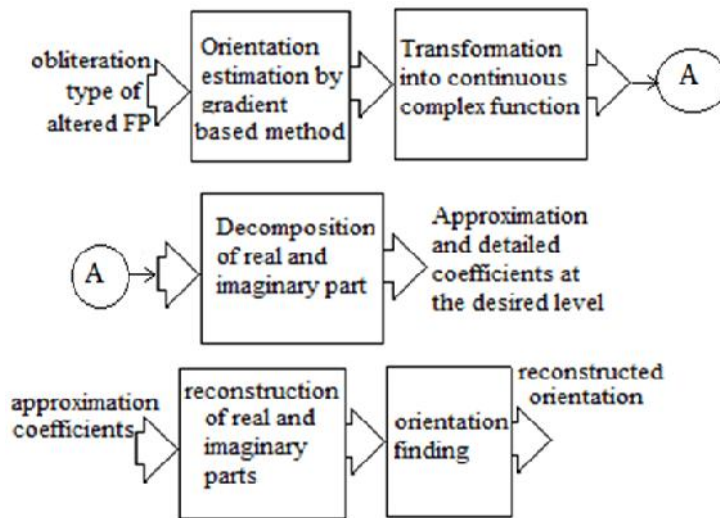 obliteration
type of
altered FP
Orientation
estimation by
gradient
based method
Transformation
into continuous
complex function
A
A
Decomposition
of real and
imaginary part
Approximation
and detailed
coefficients at
the desired level
approximation
coefficients
reconstruction
of real and
imaginary
parts
orientation
finding
reconstructed
orientation